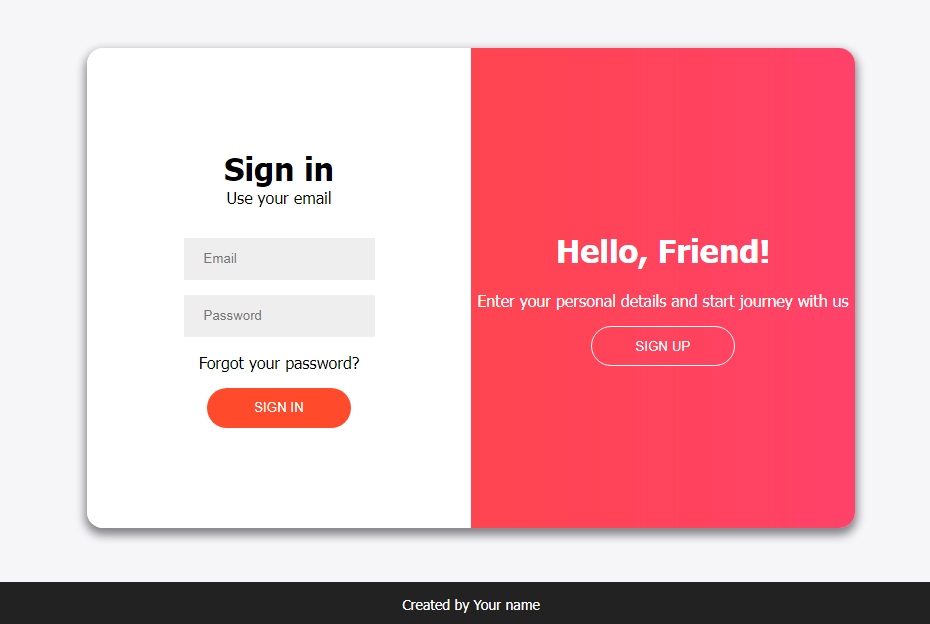 Sign in
Use your email
Email
Password
Forgot your password?
SIGN IN
Hello, Friend!
Enter your personal details and start journey with us
SIGN UP
Created by Your name